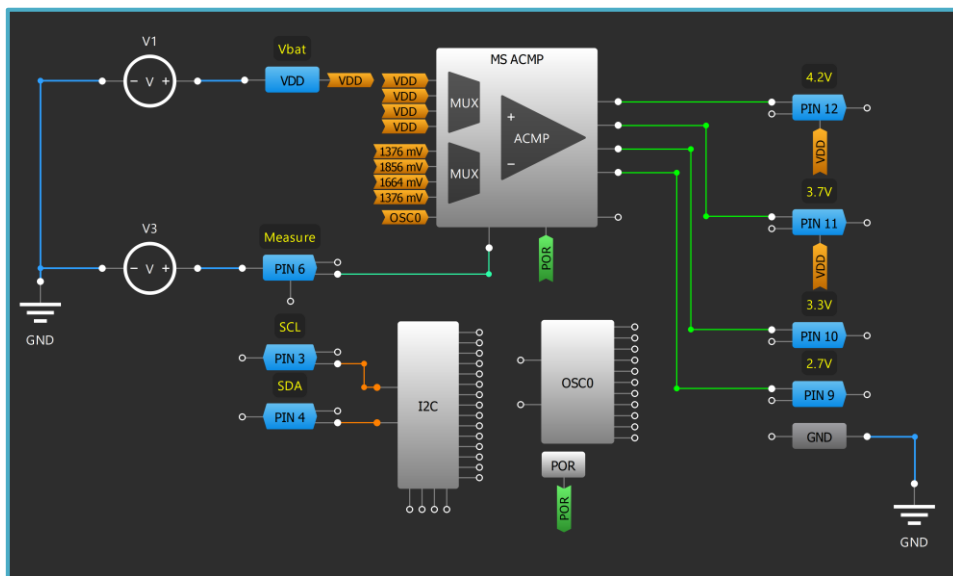 V1
− V +
Vbat
VDD
VDD
MS ACMP
VDD
VDD
VDD
VDD
MUX
+
ACMP
−
1376 mV
1856 mV
1664 mV
1376 mV
MUX
OSC0
POR
4.2V
PIN 12
VDD
3.7V
PIN 11
VDD
3.3V
PIN 10
2.7V
PIN 9
GND
GND
V3
− V +
Measure
PIN 6
GND
SCL
PIN 3
SDA
PIN 4
I2C
OSC0
POR
POR